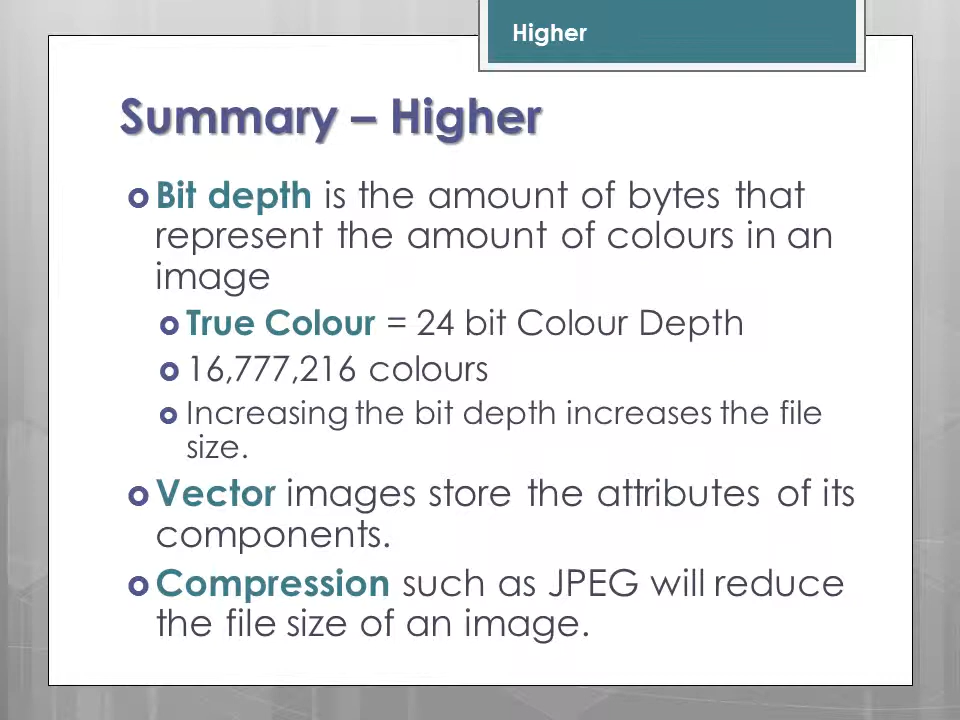 Higher
Summary – Higher
Bit depth is the amount of bytes that
represent the amount of colours in an
image
True Colour = 24 bit Colour Depth
16,777,216 colours
Increasing the bit depth increases the file
size.
Vector images store the attributes of its
components.
Compression such as JPEG will reduce
the file size of an image.